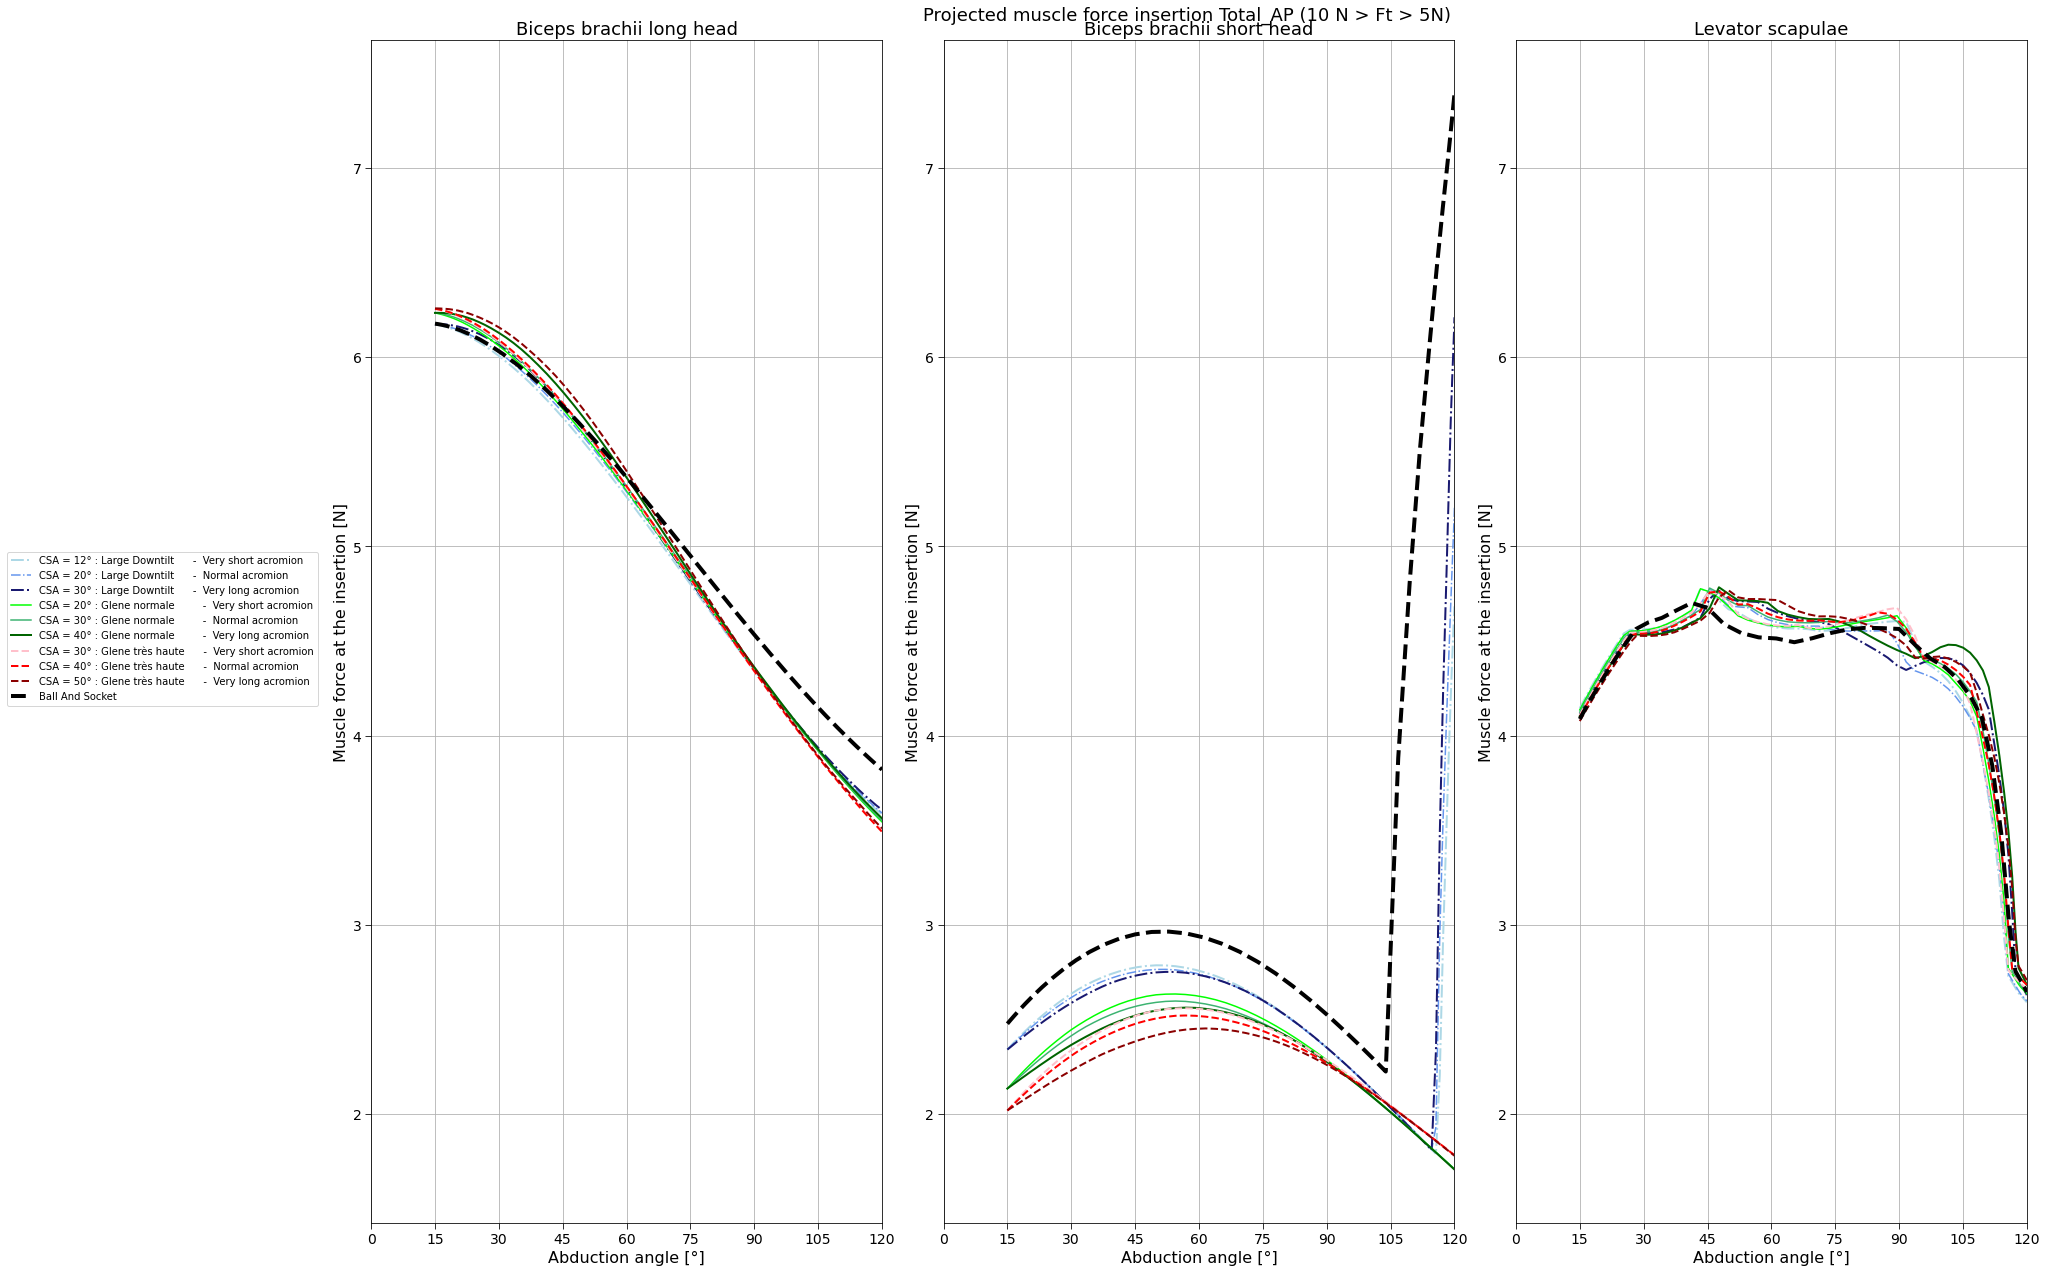 Projected muscle force insertion Total_AP (10 N > Ft > 5N)
Biceps brachii long head
Biceps brachii short head
Levator scapulae
Muscle force at the insertion [N]
7
6
5
4
3
2
0 15 30 45 60 75 90 105 120
Abduction angle [°]
Muscle force at the insertion [N]
7
6
5
4
3
2
0 15 30 45 60 75 90 105 120
Abduction angle [°]
Muscle force at the insertion [N]
7
6
5
4
3
2
0 15 30 45 60 75 90 105 120
Abduction angle [°]
CSA = 12° : Large Downtilt - Very short acromion
CSA = 20° : Large Downtilt - Normal acromion
CSA = 30° : Large Downtilt - Very long acromion
CSA = 20° : Glene normale - Very short acromion
CSA = 30° : Glene normale - Normal acromion
CSA = 40° : Glene normale - Very long acromion
CSA = 30° : Glene très haute - Very short acromion
CSA = 40° : Glene très haute - Normal acromion
CSA = 50° : Glene très haute - Very long acromion
Ball And Socket